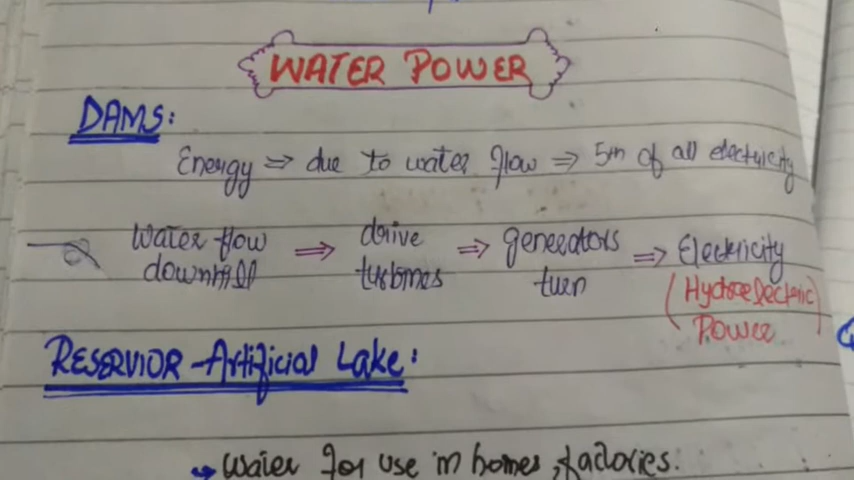 WATER POWER
DAMS:
Energy ⇒ due to water flow ⇒ 5th of all electricity
Water flow downhill ⇒ drive turbines ⇒ generators turn ⇒ Electricity
(Hydroelectric Power)
RESERVIOR - Artificial Lake:
→ Water for use in homes, factories.